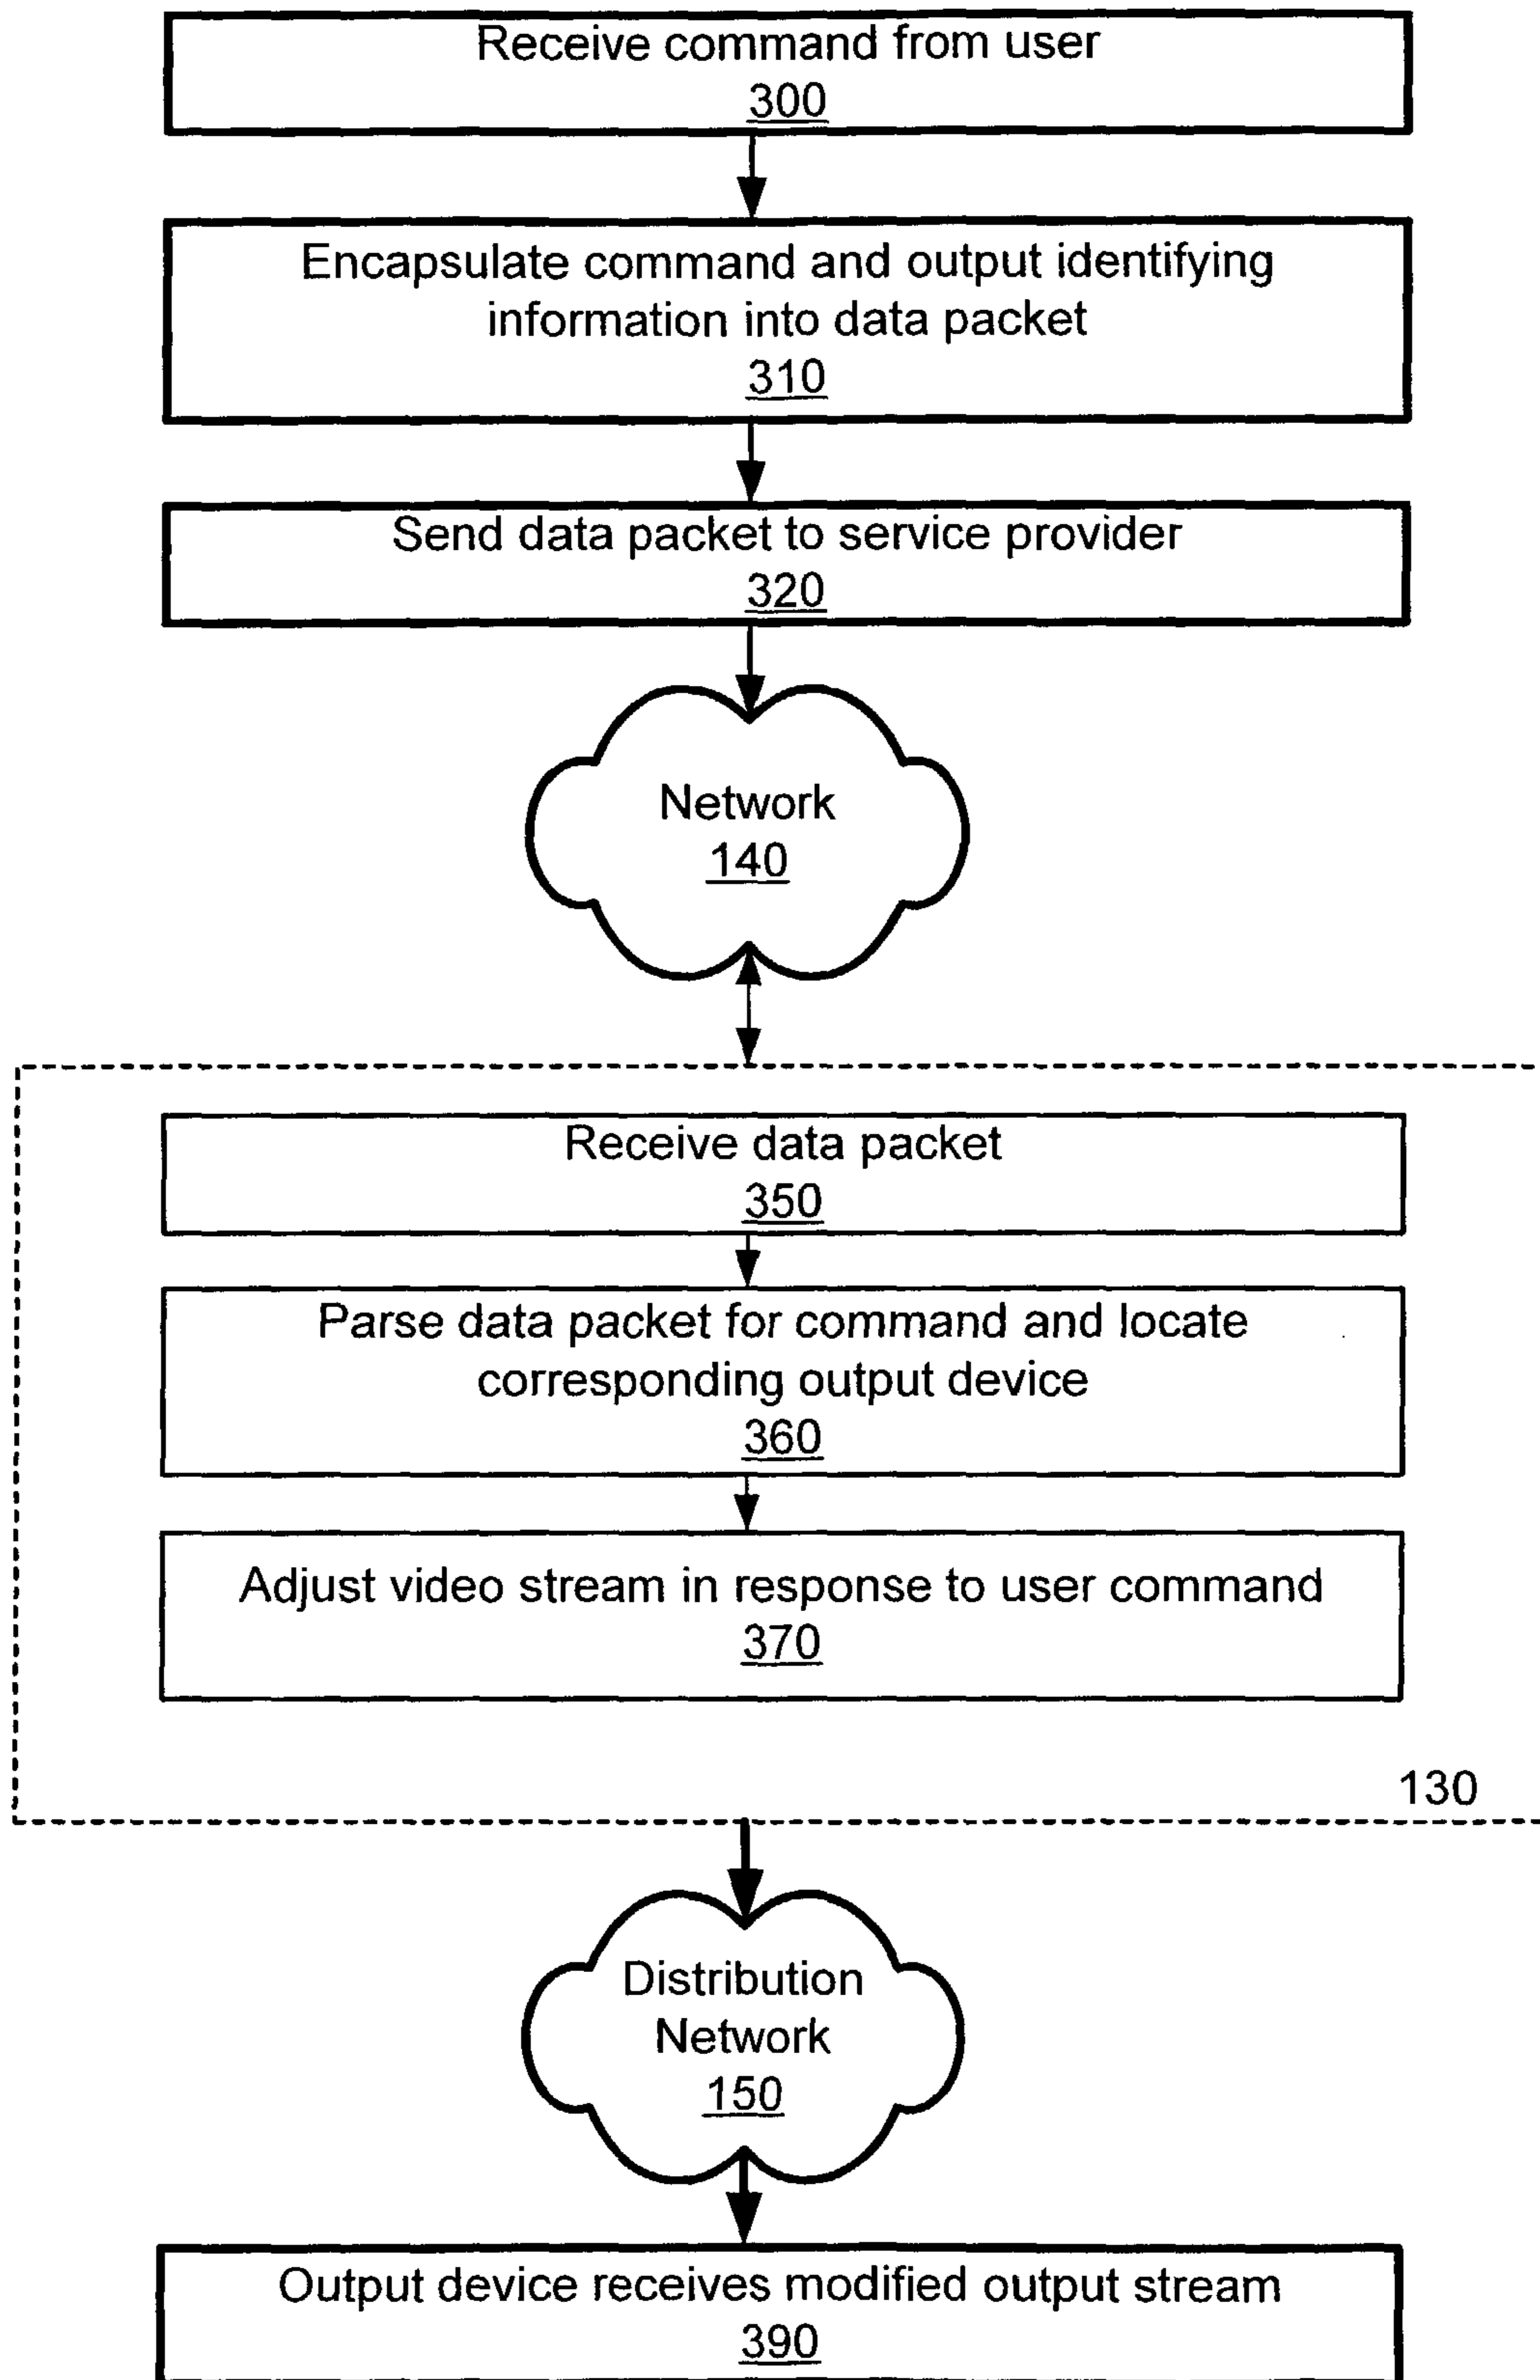 Receive command from user
300
Encapsulate command and output identifying
information into data packet
310
Send data packet to service provider
320
Network
140
Receive data packet
350
Parse data packet for command and locate
corresponding output device
360
Adjust video stream in response to user command
370
130
Distribution
Network
150
Output device receives modified output stream
390